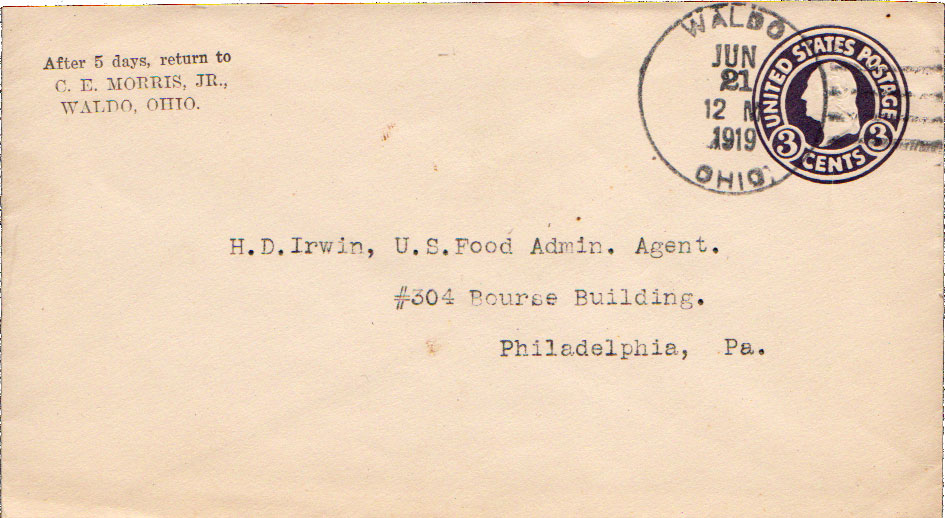 After 5 days, return to
C. E. MORRIS, JR.,
WALDO, OHIO.
WALDO
JUN
21
12 M
1919
OHIO
UNITED STATES POSTAGE
3 CENTS 3
H.D.Irwin, U.S.Food Admin. Agent.
#304 Bourse Building.
Philadelphia, Pa.